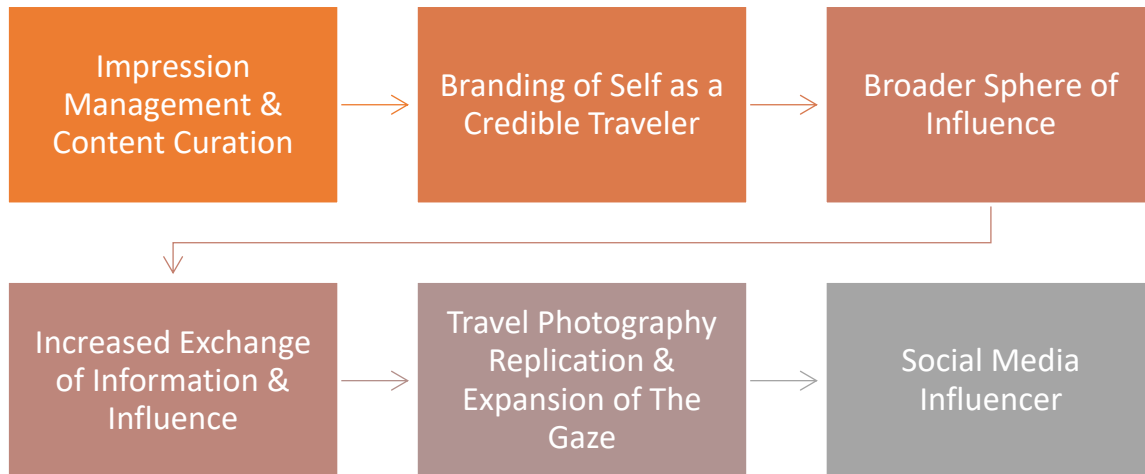 Impression
Management &
Content Curation
Branding of Self as a
Credible Traveler
Broader Sphere of
Influence
Increased Exchange
of Information &
Influence
Travel Photography
Replication &
Expansion of The
Gaze
Social Media
Influencer